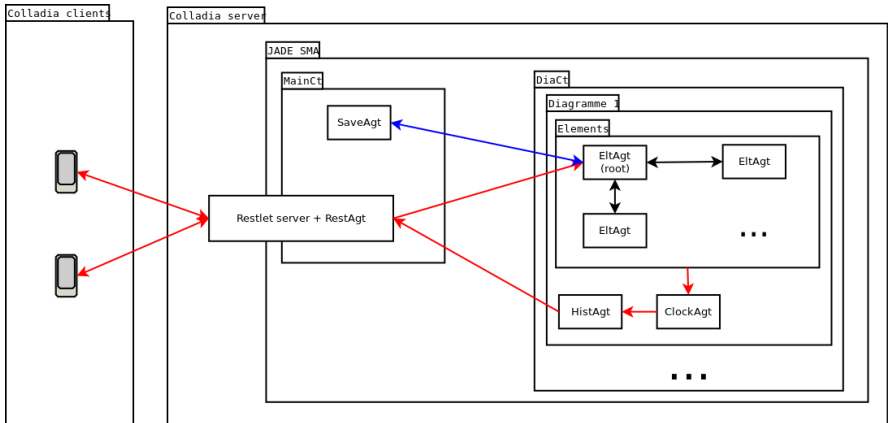 Colladia clients
Colladia server
JADE SMA
MainCt
DiaCt
Diagramme 1
Elements
SaveAgt
EltAgt
(root)
EltAgt
Restlet server + RestAgt
EltAgt
...
HistAgt
ClockAgt
...